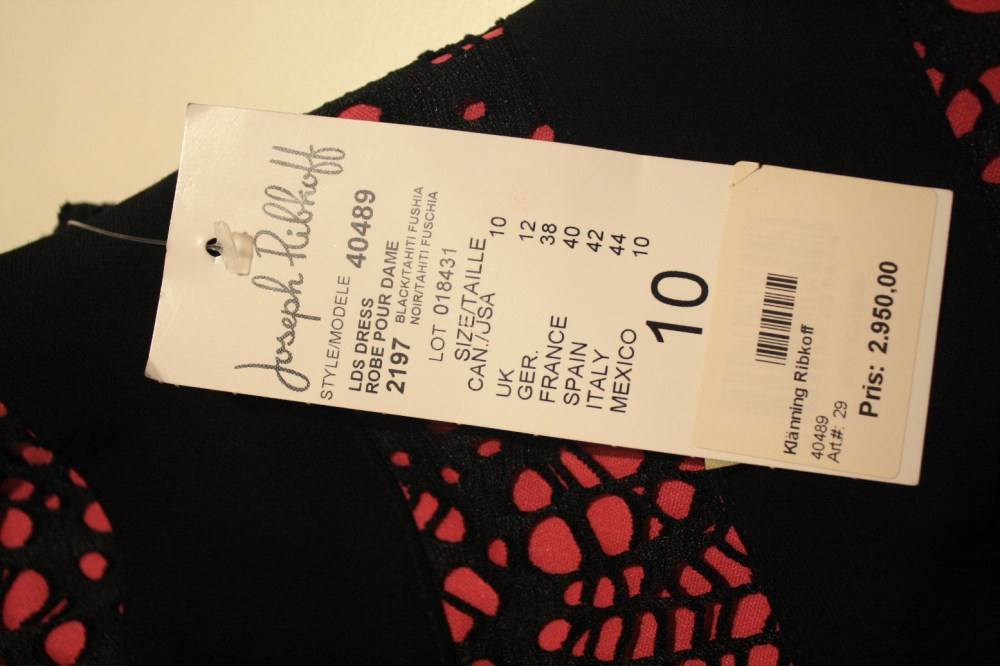 Joseph Ribkoff
STYLE/MODELE 40489
LDS DRESS
ROBE POUR DAME
2197 BLACK/TAHITI FUSHIA
NOIR/TAHITI FUSCHIA
LOT 018431
SIZE/TAILLE
CAN./USA 10
UK 12
GER. 38
FRANCE 40
SPAIN 42
ITALY 44
MEXICO 10
10
Klänning Ribkoff
40489
Art.#: 29
Pris: 2.950,00